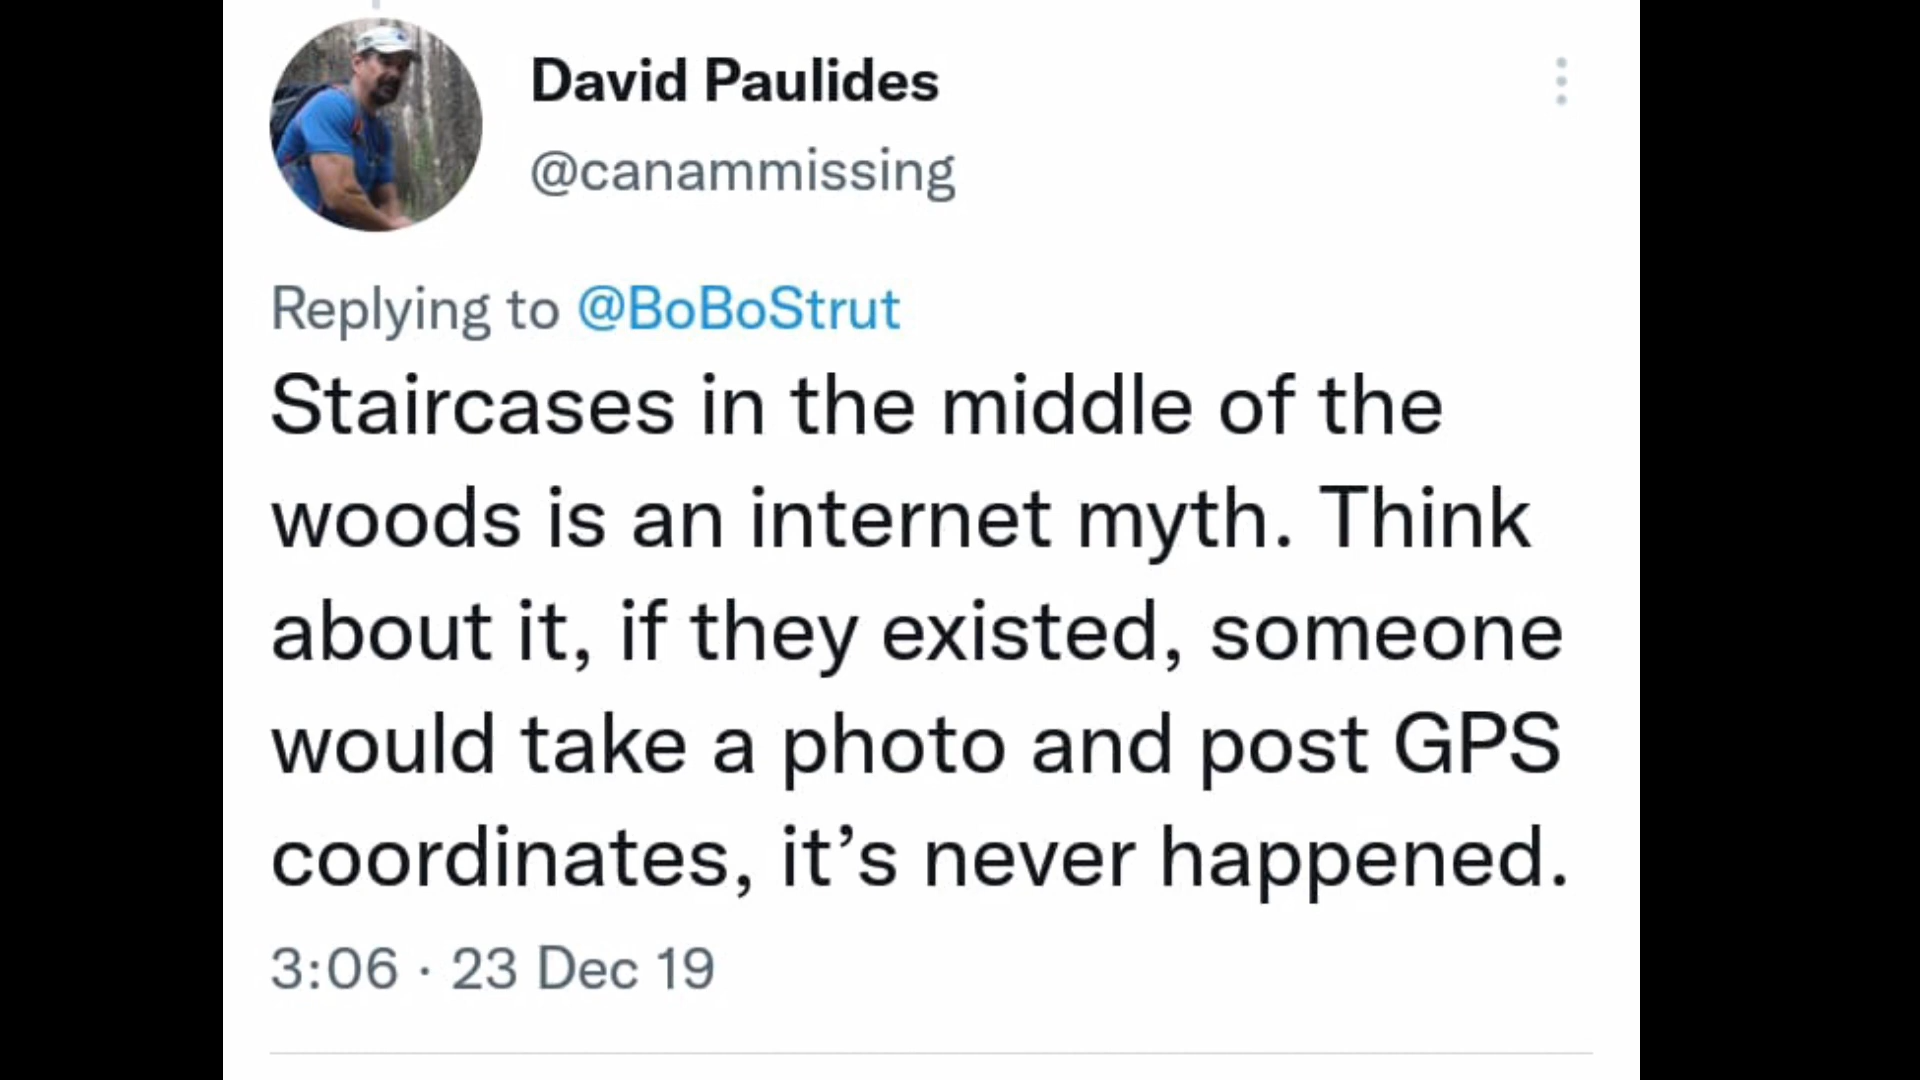 David Paulides
@canammissing
Replying to @BoBoStrut
Staircases in the middle of the
woods is an internet myth. Think
about it, if they existed, someone
would take a photo and post GPS
coordinates, it’s never happened.
3:06 · 23 Dec 19